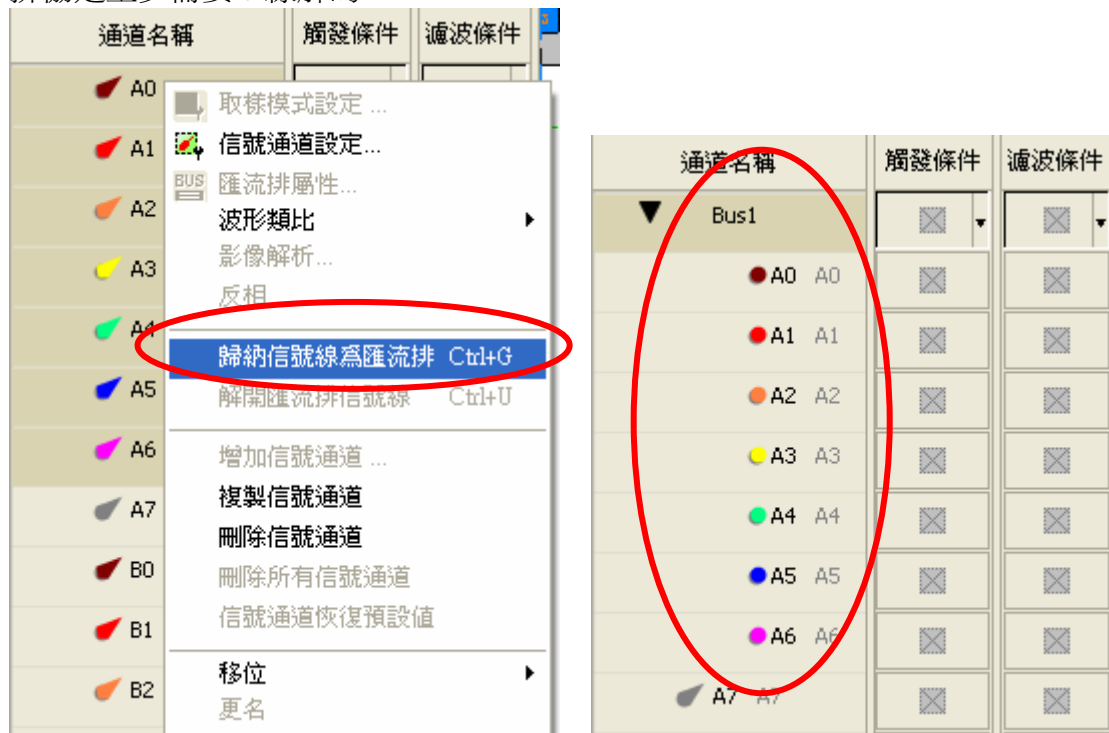 通道名稱 觸發條件 濾波條件
A0
A1
A2
A3
A4
A5
A6
A7
B0
B1
B2
取樣模式設定 ...
信號通道設定...
BUS 匯流排屬性...
波形類比
影像解析...
反相
歸納信號線為匯流排 Ctrl+G
解開匯流排信號線 Ctrl+U
增加信號通道 ...
複製信號通道
刪除信號通道
刪除所有信號通道
信號通道恢復預設值
移位
更名
通道名稱 觸發條件 濾波條件
Bus1
A0 A0
A1 A1
A2 A2
A3 A3
A4 A4
A5 A5
A6 A6
A7 A7